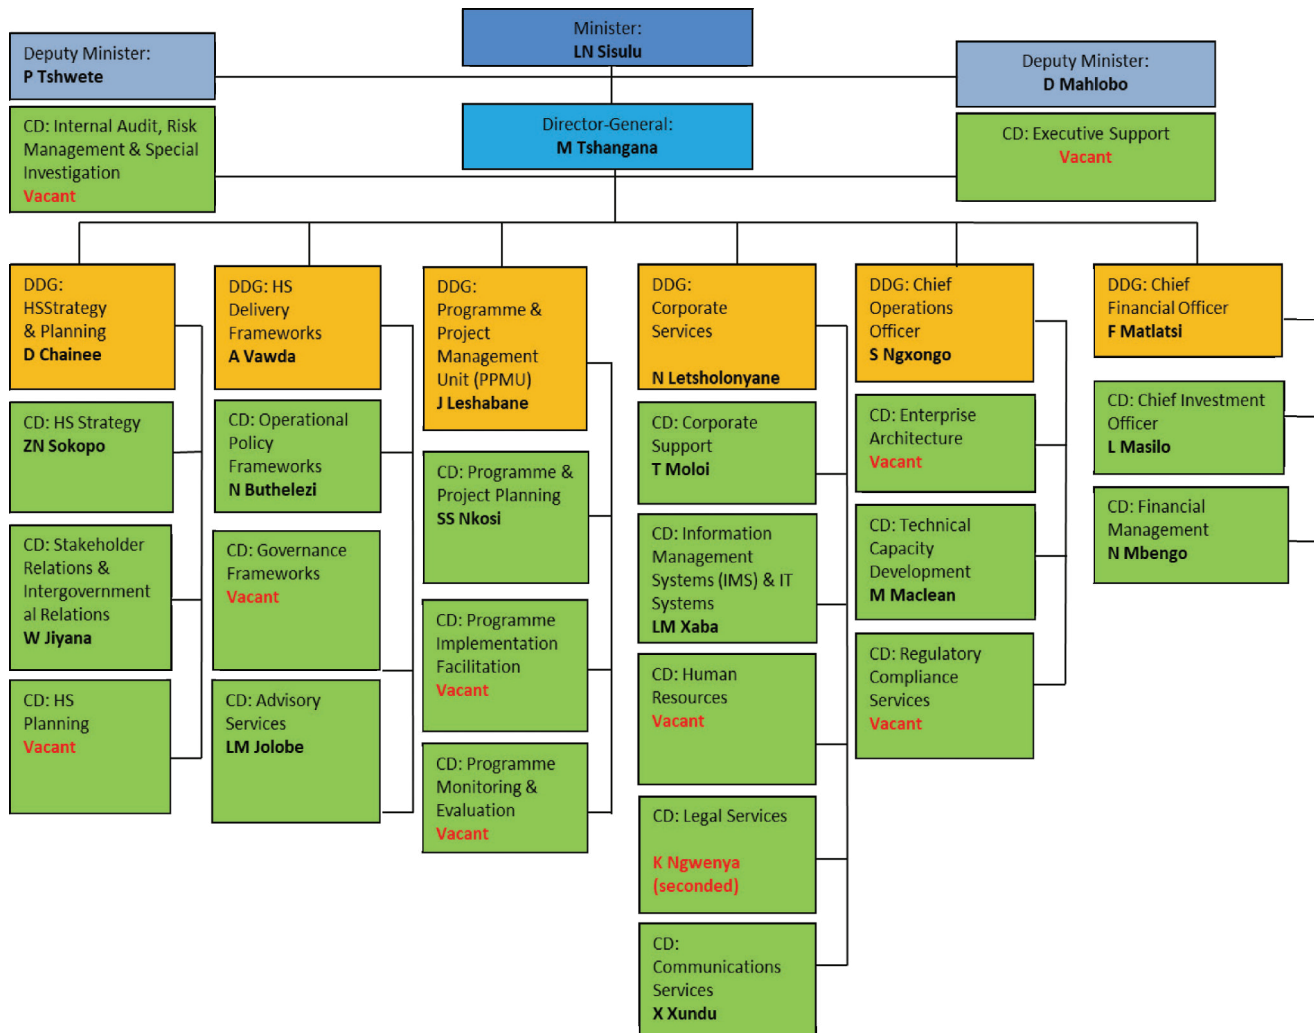 Minister:
LN Sisulu
Deputy Minister:
P Tshwete
Deputy Minister:
D Mahlobo
Director-General:
M Tshangana
CD: Internal Audit, Risk
Management & Special
Investigation
Vacant
CD: Executive Support
Vacant
DDG:
HSStrategy
& Planning
D Chainee
CD: HS Strategy
ZN Sokopo
CD: Stakeholder
Relations &
Intergovernment
al Relations
W Jiyana
CD: HS
Planning
Vacant
DDG: HS
Delivery
Frameworks
A Vawda
CD: Operational
Policy
Frameworks
N Buthelezi
CD: Governance
Frameworks
Vacant
CD: Advisory
Services
LM Jolobe
DDG:
Programme &
Project
Management
Unit (PPMU)
J Leshabane
CD: Programme &
Project Planning
SS Nkosi
CD: Programme
Implementation
Facilitation
Vacant
CD: Programme
Monitoring &
Evaluation
Vacant
DDG:
Corporate
Services
N Letsholonyane
CD: Corporate
Support
T Moloi
CD: Information
Management
Systems (IMS) & IT
Systems
LM Xaba
CD: Human
Resources
Vacant
CD: Legal Services
K Ngwenya
(seconded)
CD:
Communications
Services
X Xundu
DDG: Chief
Operations
Officer
S Ngxongo
CD: Enterprise
Architecture
Vacant
CD: Technical
Capacity
Development
M Maclean
CD: Regulatory
Compliance
Services
Vacant
DDG: Chief
Financial Officer
F Matlatsi
CD: Chief Investment
Officer
L Masilo
CD: Financial
Management
N Mbengo